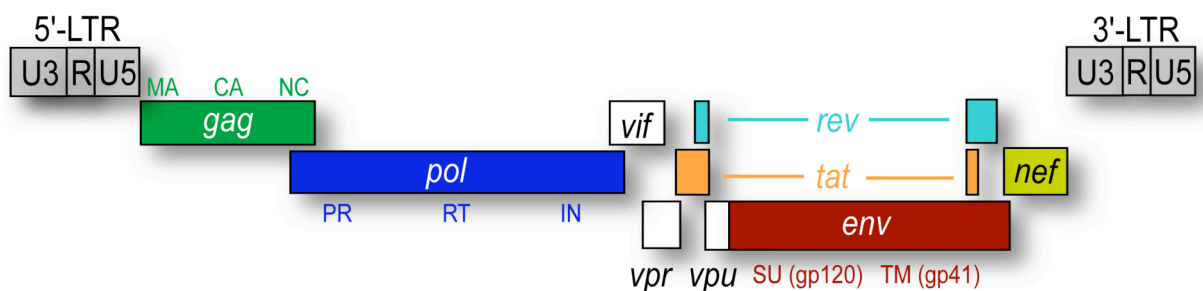 5'-LTR
3'-LTR
U3 R U5
U3 R U5
MA CA NC
gag
vif
rev
pol
tat
nef
PR RT IN
env
vpr vpu SU (gp120) TM (gp41)